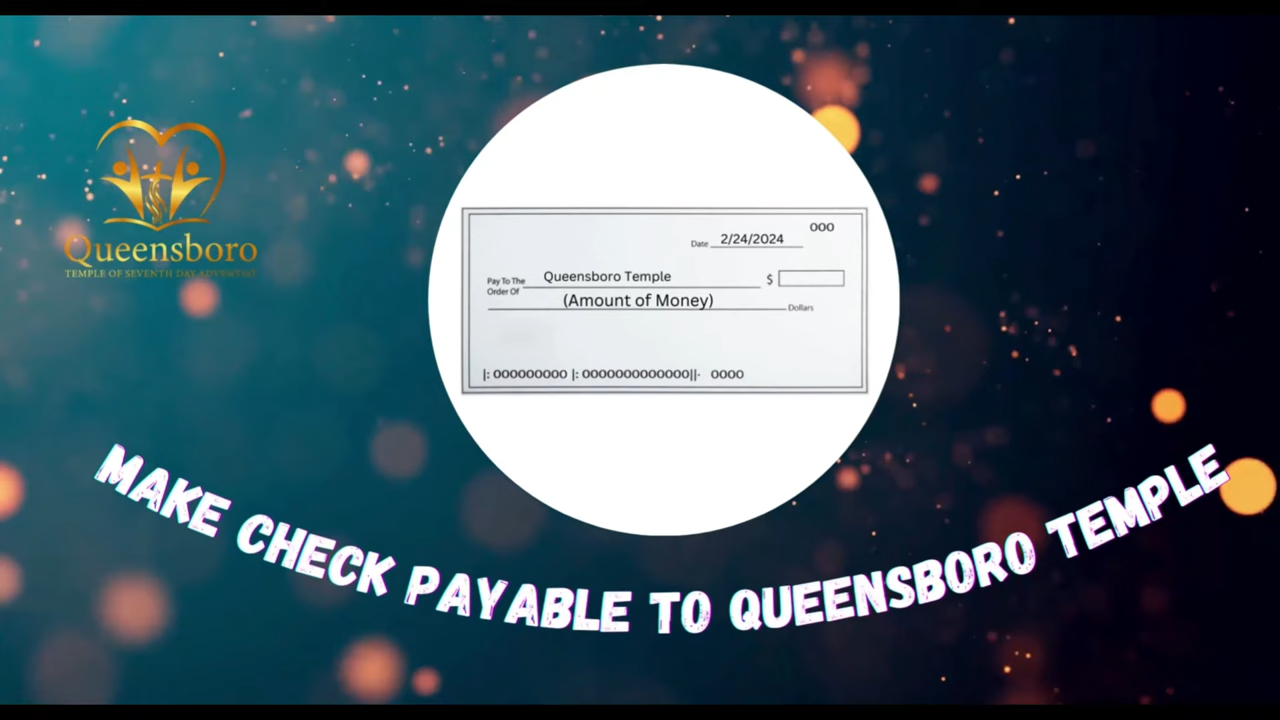 Queensboro
TEMPLE OF SEVENTH DAY ADVENTIST
000
Date 2/24/2024
Pay To The
Order Of
Queensboro Temple
$
(Amount of Money)
Dollars
|: 000000000 |: 0000000000000||· 0000
MAKE CHECK PAYABLE TO QUEENSBORO TEMPLE